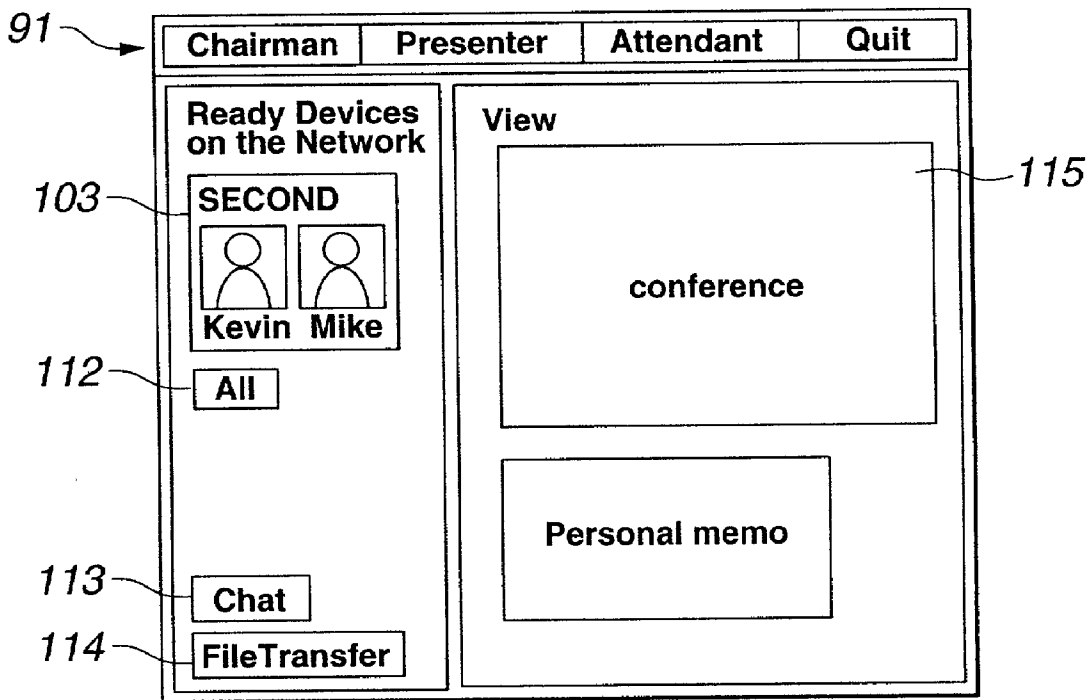 91
Chairman Presenter Attendant Quit
Ready Devices
on the Network
103
SECOND
Kevin Mike
112
All
113
Chat
114
FileTransfer
View
115
conference
Personal memo